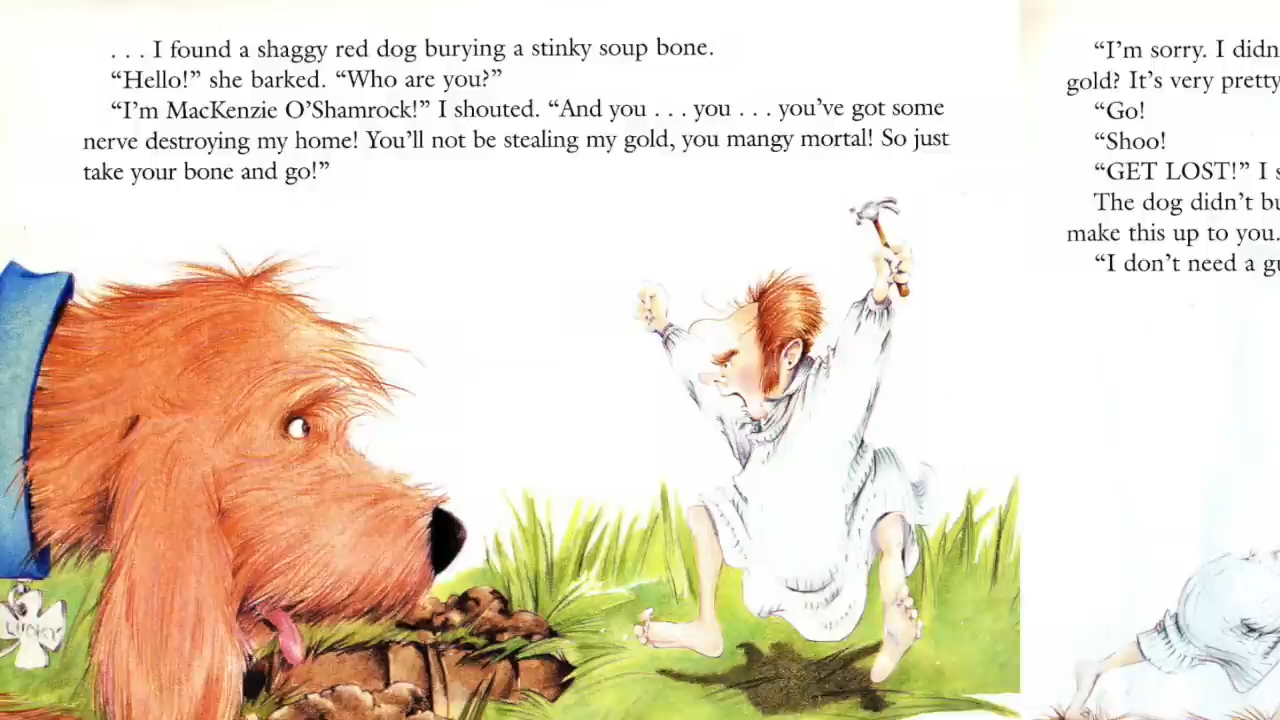 . . . I found a shaggy red dog burying a stinky soup bone.
“Hello!” she barked. “Who are you?”
“I’m MacKenzie O’Shamrock!” I shouted. “And you . . . you . . . you’ve got some
nerve destroying my home! You’ll not be stealing my gold, you mangy mortal! So just
take your bone and go!”
LUCKY
“I’m sorry. I didn
gold? It’s very pretty
“Go!
“Shoo!
“GET LOST!” I s
The dog didn’t bu
make this up to you.
“I don’t need a gu